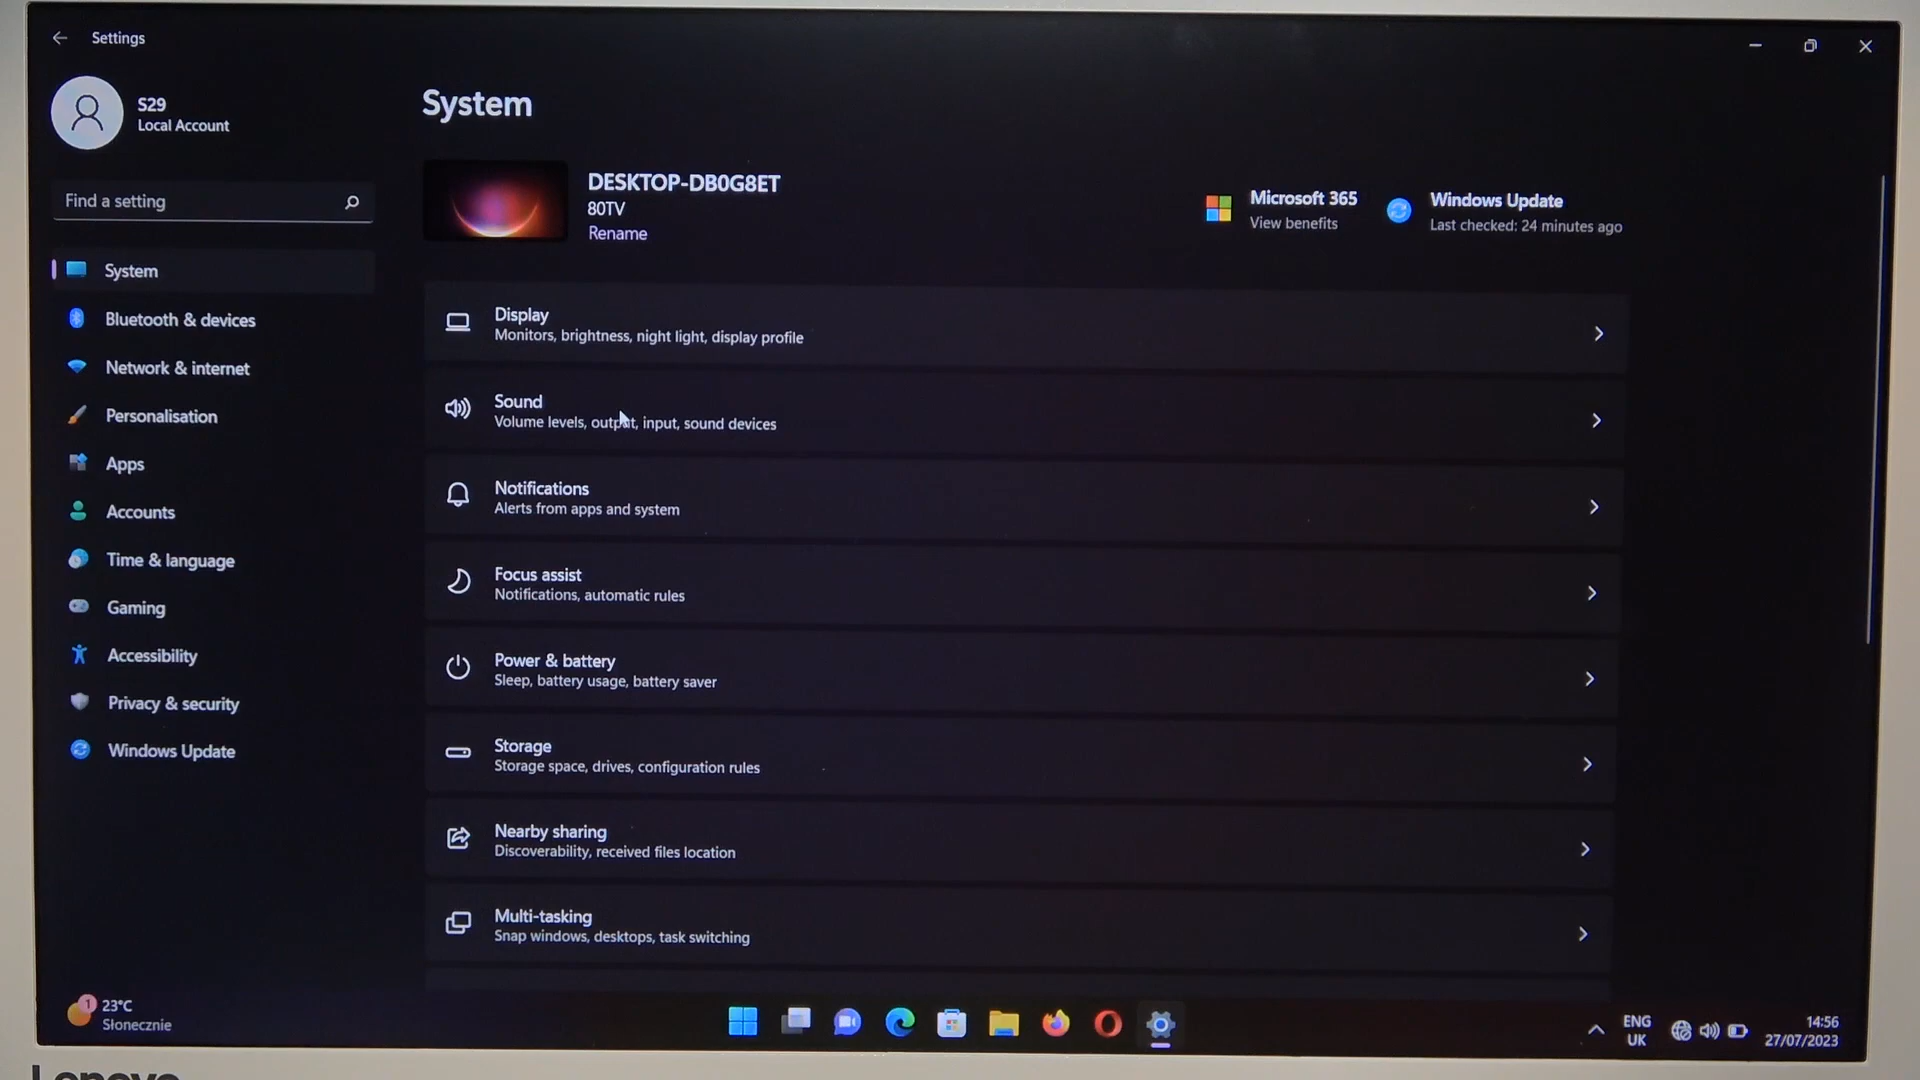 Settings
S29
Local Account
Find a setting
System
Bluetooth & devices
Network & internet
Personalisation
Apps
Accounts
Time & language
Gaming
Accessibility
Privacy & security
Windows Update
System
DESKTOP-DB0G8ET
80TV
Rename
Microsoft 365
View benefits
Windows Update
Last checked: 24 minutes ago
Display
Monitors, brightness, night light, display profile
Sound
Volume levels, output, input, sound devices
Notifications
Alerts from apps and system
Focus assist
Notifications, automatic rules
Power & battery
Sleep, battery usage, battery saver
Storage
Storage space, drives, configuration rules
Nearby sharing
Discoverability, received files location
Multi-tasking
Snap windows, desktops, task switching
1
23°C
Słonecznie
ENG
UK
14:56
27/07/2023
Lenovo